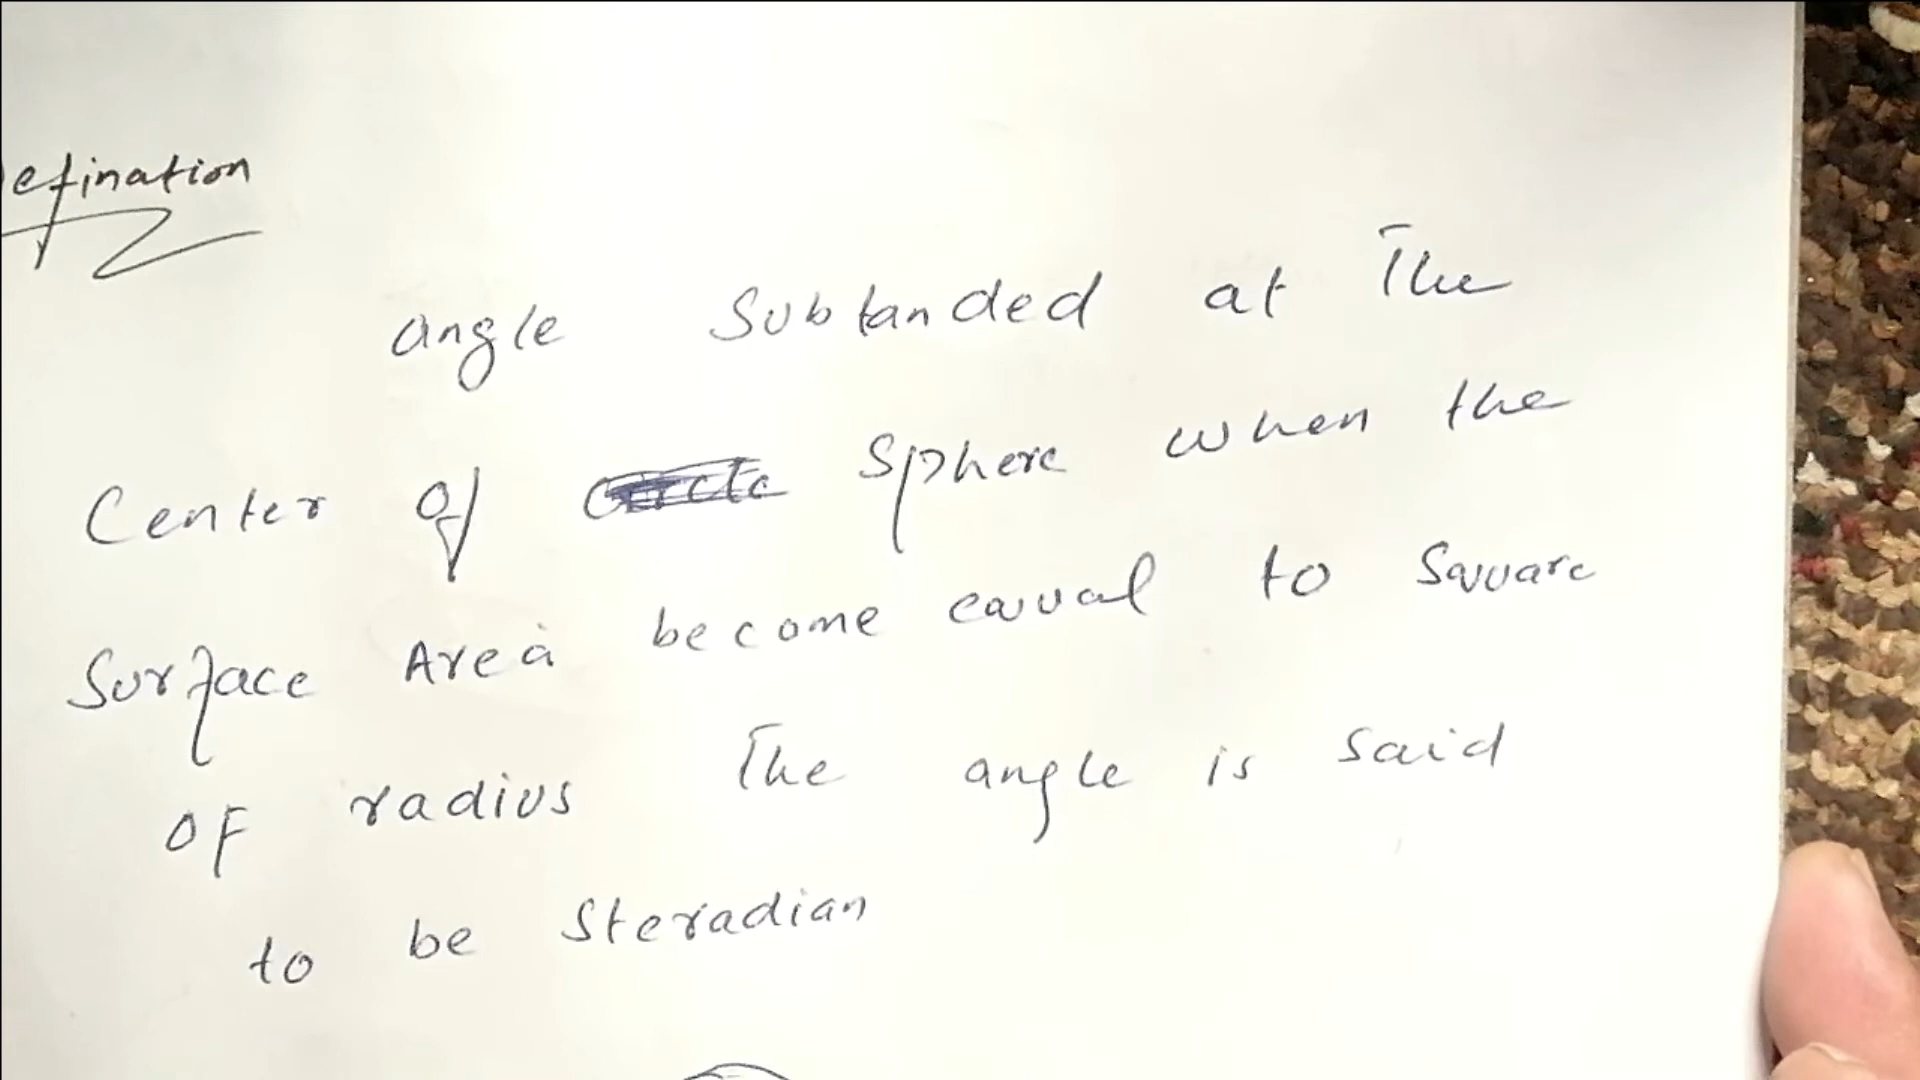 efination
angle Subtanded at The
Center of Sphere when the
Surface Area become equal to Square
OF radius The angle is said
to be Steradian